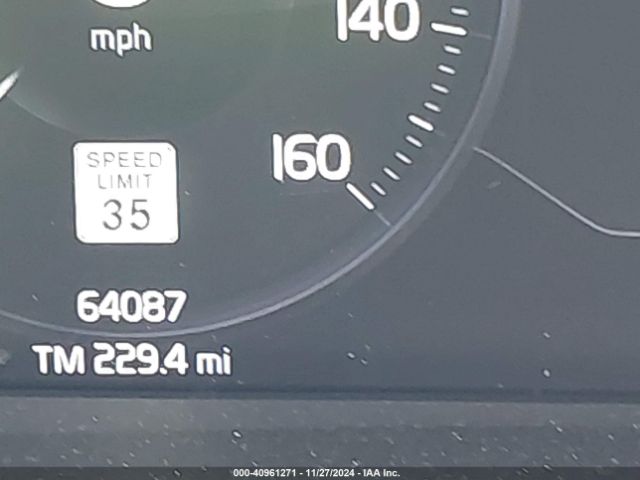 140
mph
160
SPEED
LIMIT
35
64087
TM 229.4 mi
000-40961271 - 11/27/2024 - IAA Inc.